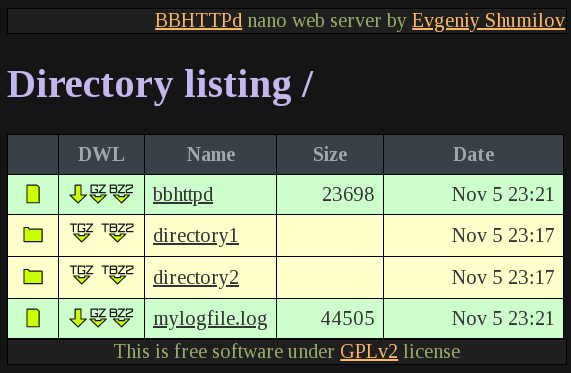 BBHTTPd nano web server by Evgeniy Shumilov
Directory listing /
DWL Name Size Date
GZ BZ2 bbhttpd 23698 Nov 5 23:21
TGZ TBZ2 directory1 Nov 5 23:17
TGZ TBZ2 directory2 Nov 5 23:17
GZ BZ2 mylogfile.log 44505 Nov 5 23:21
This is free software under GPLv2 license